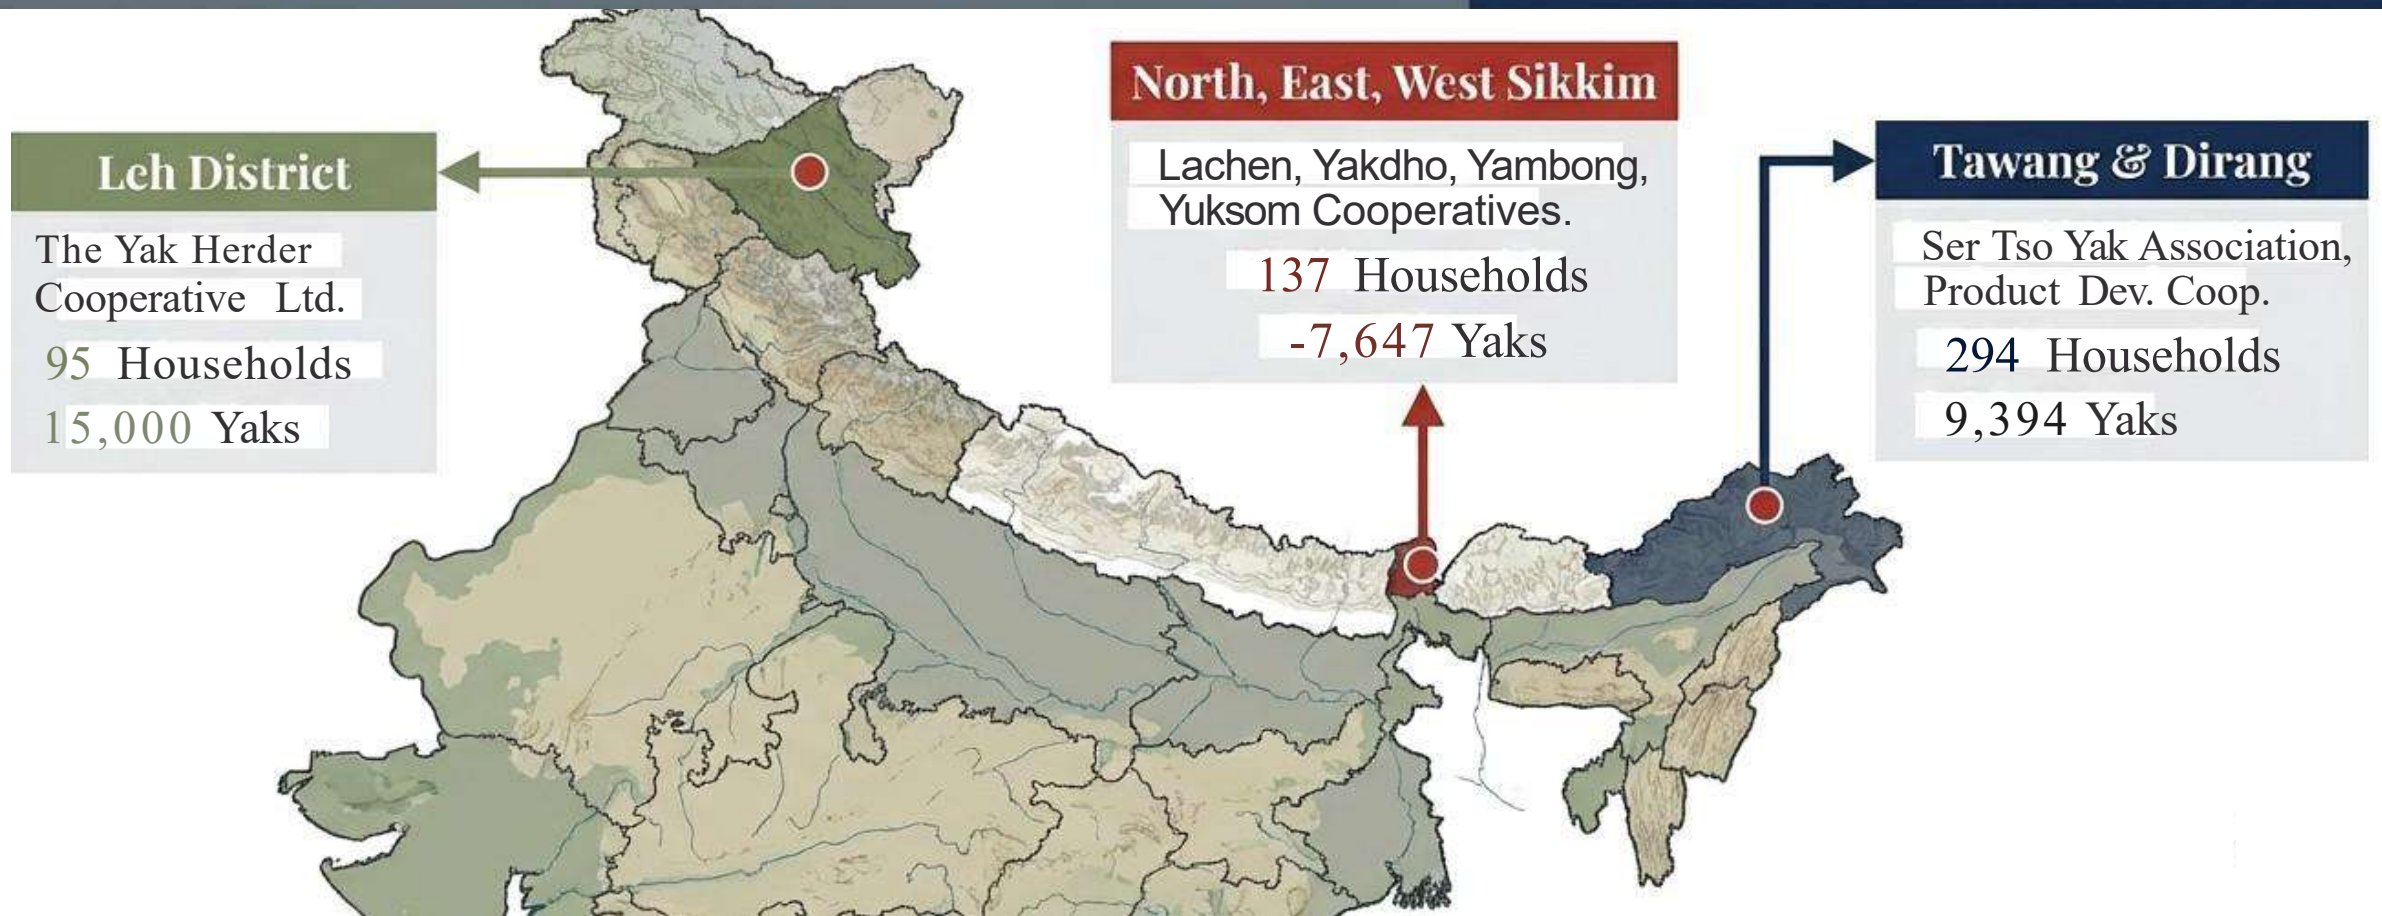 Leh District
The Yak Herder
Cooperative Ltd.
95 Households
15,000 Yaks
North, East, West Sikkim
Lachen, Yakdho, Yambong,
Yuksom Cooperatives.
137 Households
-7,647 Yaks
Tawang & Dirang
Ser Tso Yak Association,
Product Dev. Coop.
294 Households
9,394 Yaks